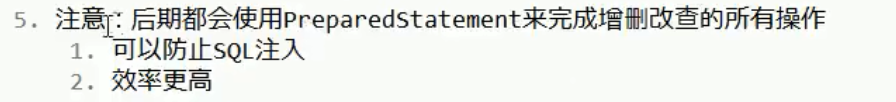 5. 注意：后期都会使用PreparedStatement来完成增删改查的所有操作
1. 可以防止SQL注入
2. 效率更高